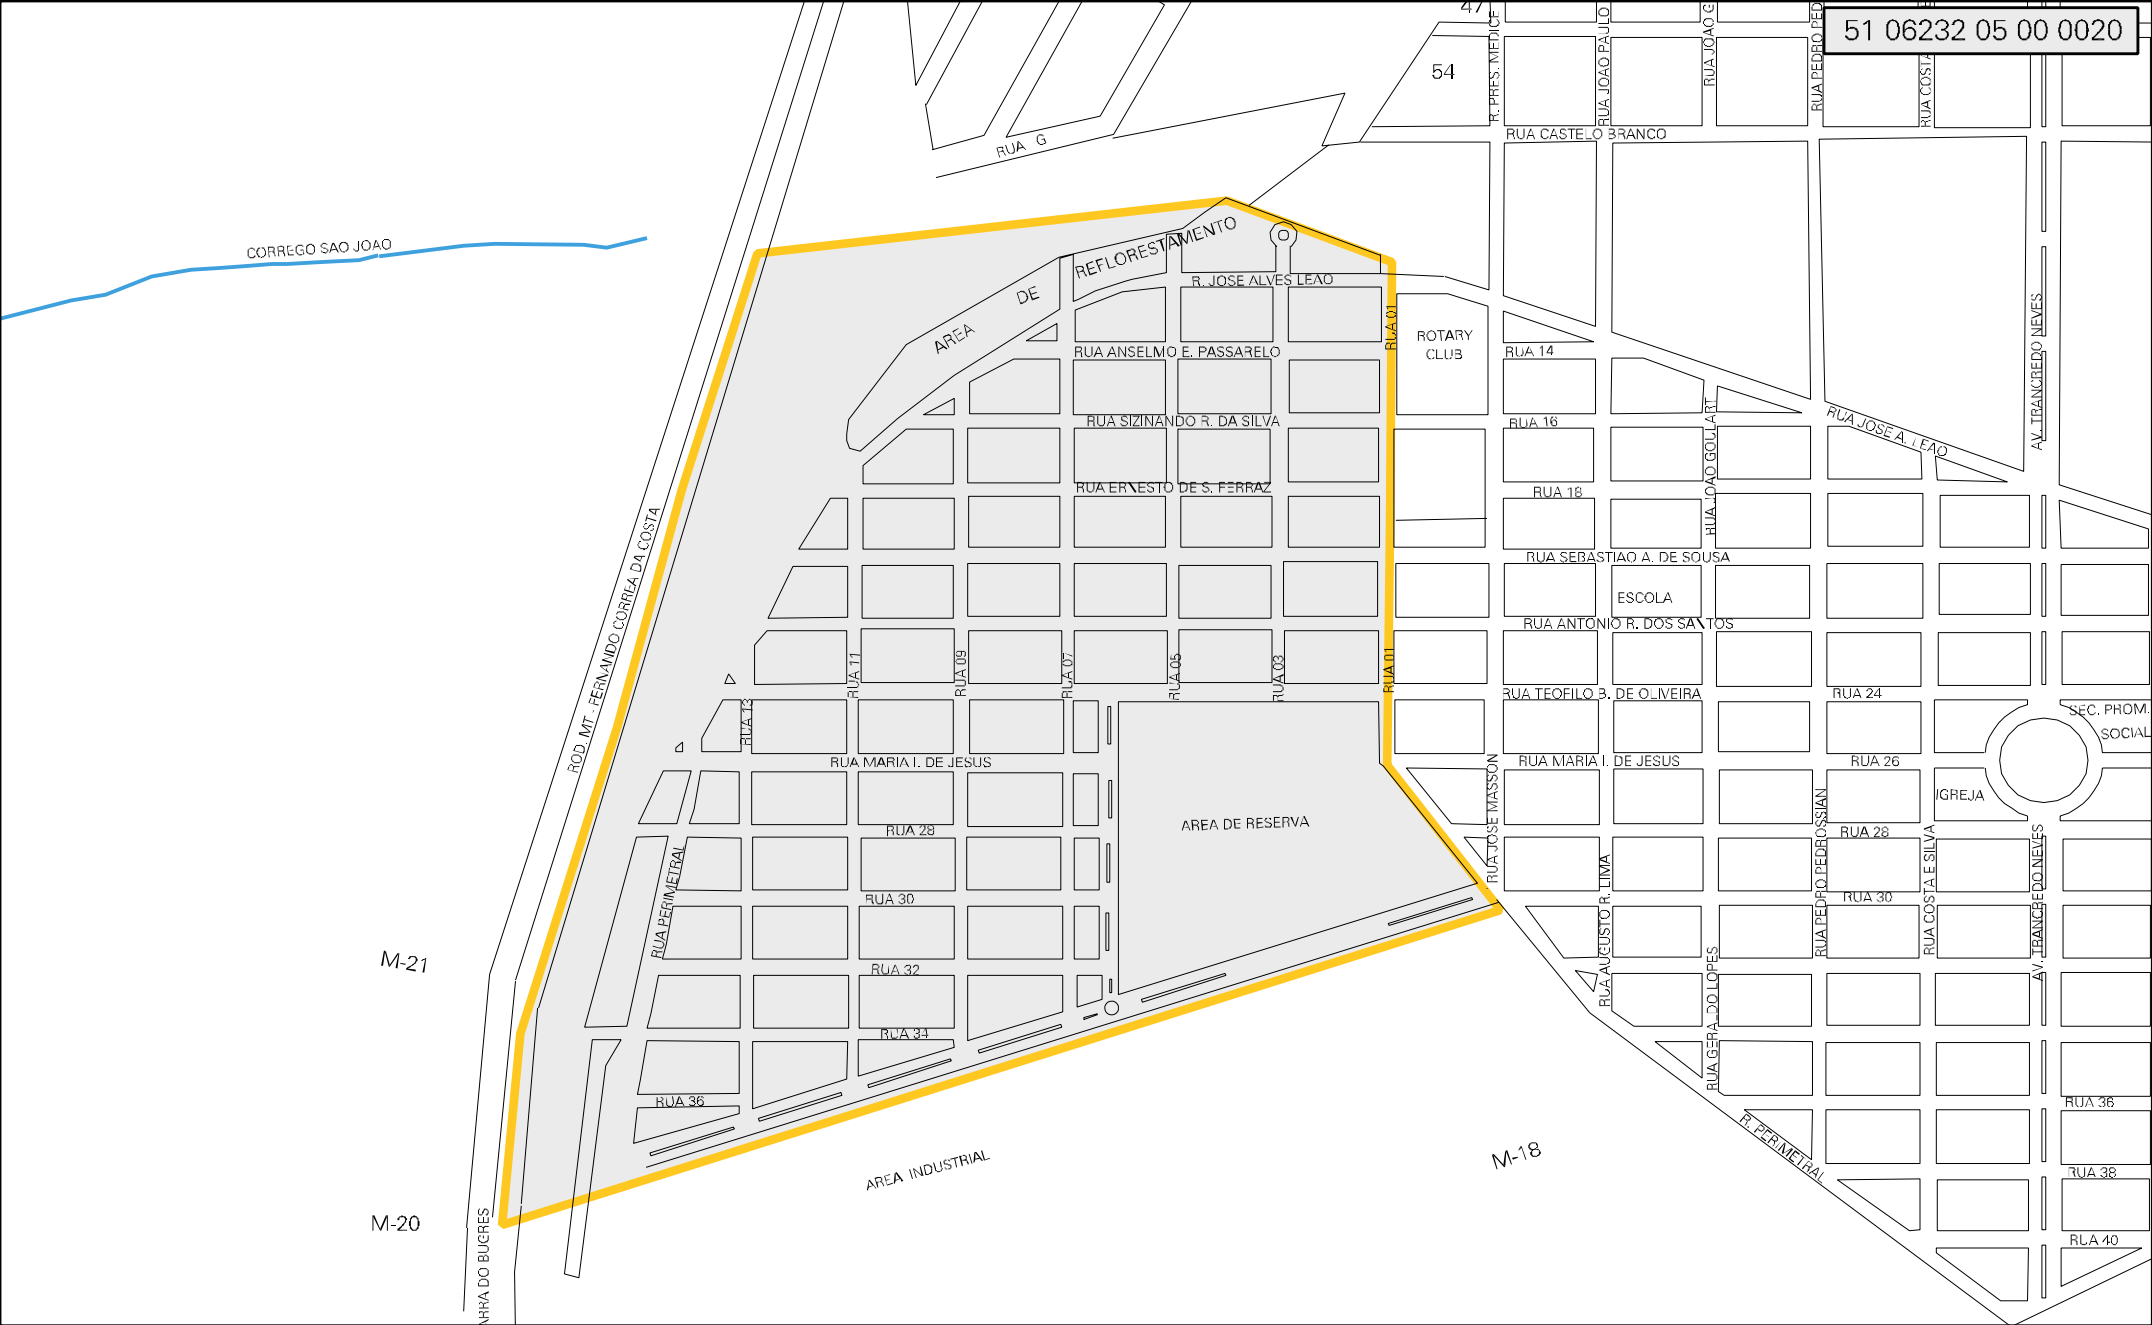 47
51 06232 05 00 0020
R. PRES. MEDICE
RUA JOAO PAULO
RUA JOAO G
RUA PEDRO PED
RUA COSTA E
54
RUA G
RUA CASTELO BRANCO
CORREGO SAO JOAO
AREA DE REFLORESTAMENTO
R. JOSE ALVES LEAO
RUA 01
ROTARY
CLUB
RUA ANSELMO E. PASSARELO
RUA 14
AV. TRANCREDO NEVES
RUA SIZINANDO R. DA SILVA
RUA 16
RUA JOAO GOULART
RUA JOSE A. LEAO
RUA ERNESTO DE S. FERRAZ
RUA 18
ROD. MT - FERNANDO CORREA DA COSTA
RUA SEBASTIAO A. DE SOUSA
ESCOLA
RUA ANTONIO R. DOS SANTOS
RUA 11
RUA 09
RUA 07
RUA 05
RUA 03
RUA 01
RUA TEOFILO B. DE OLIVEIRA
RUA 24
RUA 13
SEC. PROM.
SOCIAL
RUA MARIA I. DE JESUS
RUA MARIA I. DE JESUS
RUA 26
RUA JOSE MASSON
IGREJA
AREA DE RESERVA
RUA 28
RUA 28
RUA PERIMETRAL
RUA AUGUSTO R. LIMA
RUA PEDRO PEDROSSIAN
RUA COSTA E SILVA
AV. TRANCREDO NEVES
RUA 30
RUA 30
M-21
RUA 32
RUA GERALDO LOPES
RUA 34
RUA 36
RUA 36
R. PERIMETRAL
AREA INDUSTRIAL
M-18
RUA 38
M-20
ARRA DO BUGRES
RUA 40